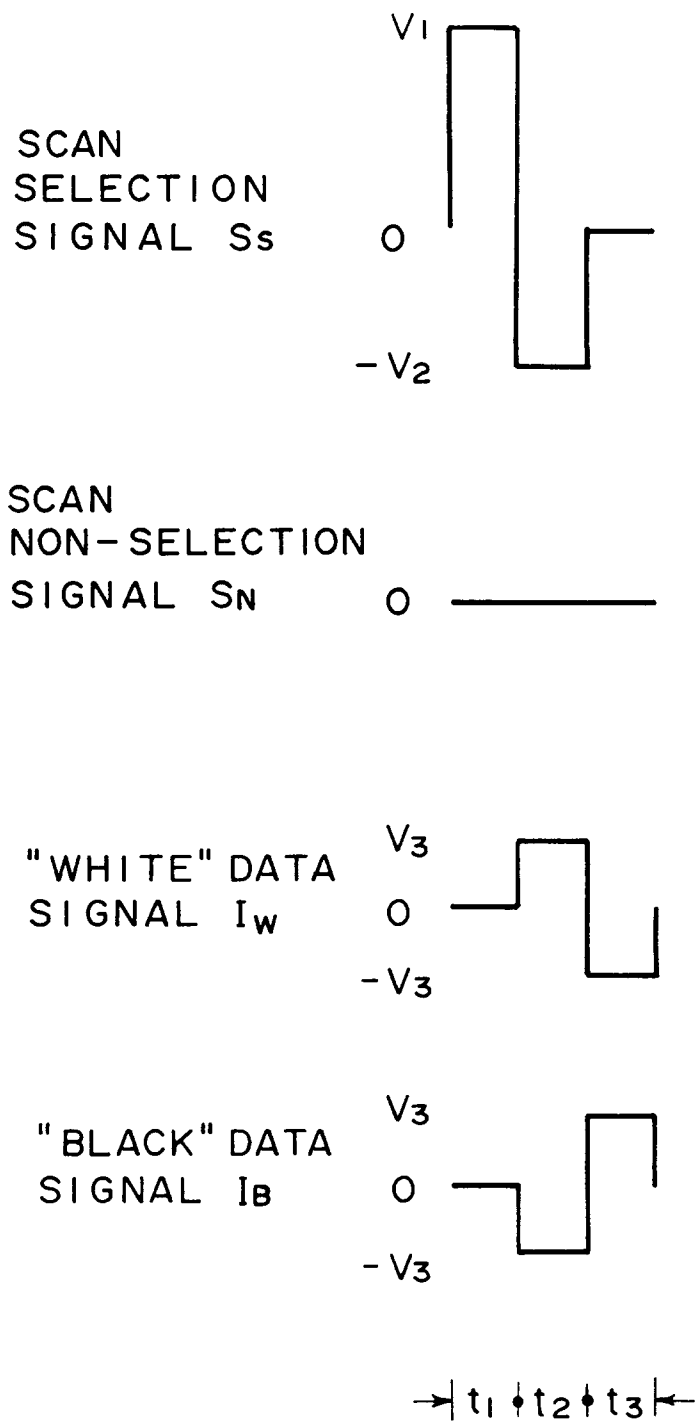 V1
SCAN
SELECTION
SIGNAL Ss
0
-V2
SCAN
NON-SELECTION
SIGNAL SN
0
"WHITE" DATA
SIGNAL IW
V3
0
-V3
"BLACK" DATA
SIGNAL IB
V3
0
-V3
t1 t2 t3